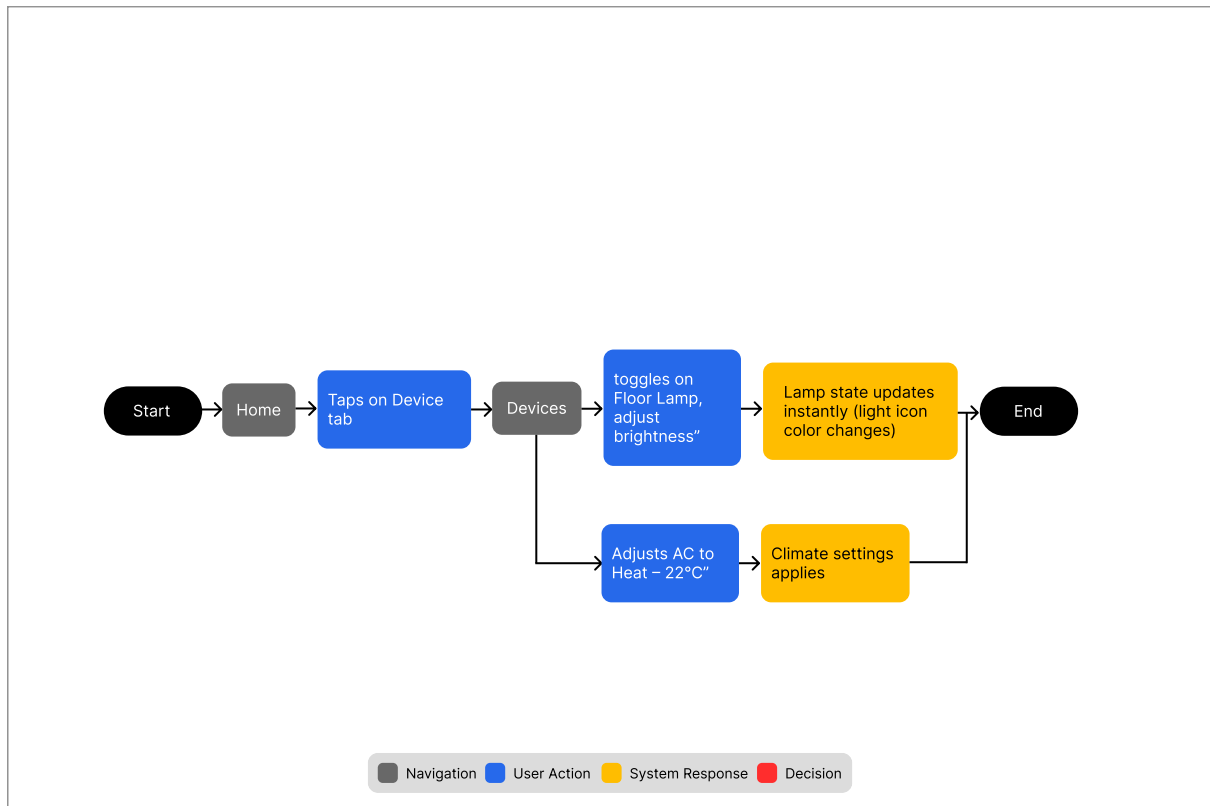 Start
Home
Taps on Device
tab
Devices
toggles on
Floor Lamp,
adjust
brightness”
Lamp state updates
instantly (light icon
color changes)
End
Adjusts AC to
Heat – 22°C”
Climate settings
applies
Navigation
User Action
System Response
Decision